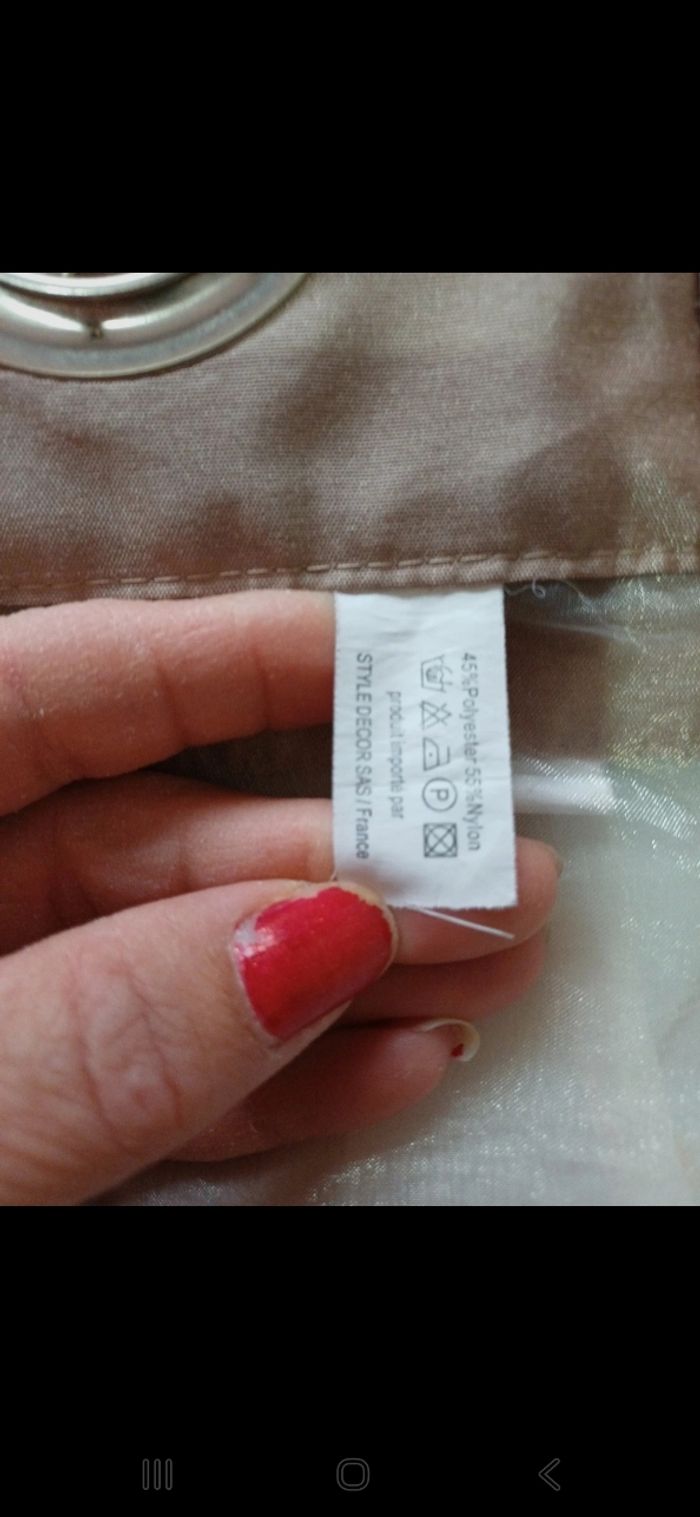 45%Polyester 55%Nylon
P
produit importé par
STYLE DECOR SAS / France